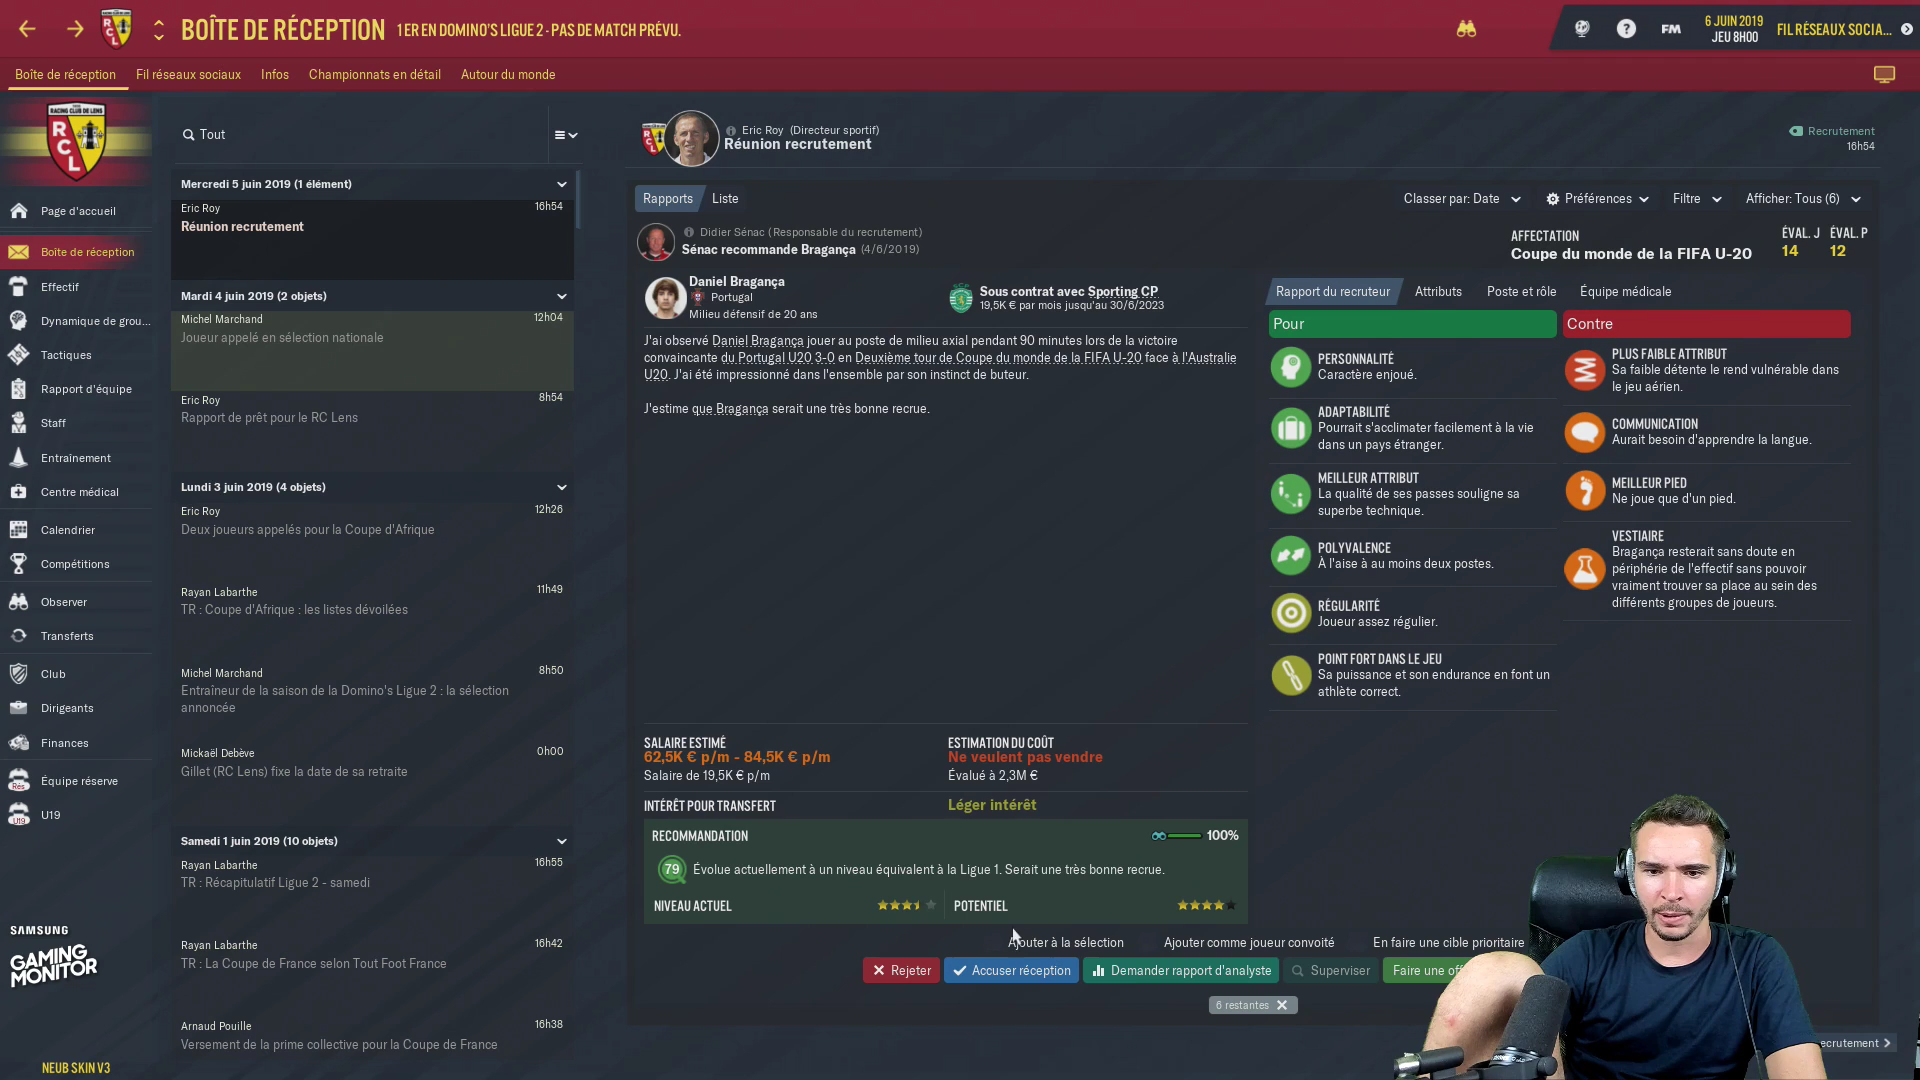 BOÎTE DE RÉCEPTION
1 ER EN DOMINO'S LIGUE 2 - PAS DE MATCH PRÉVU.
FM
6 JUIN 2019
JEU 8H00
FIL RÉSEAUX SOCIA...
Boîte de réception
Fil réseaux sociaux
Infos
Championnats en détail
Autour du monde
RACING CLUB DE LENS
RCL
Page d'accueil
Boîte de réception
Effectif
Dynamique de grou...
Tactiques
Rapport d'équipe
Staff
Entraînement
Centre médical
Calendrier
Compétitions
Observer
Transferts
Club
Dirigeants
Finances
Rés
Équipe réserve
U19
U19
SAMSUNG
GAMING
MONITOR
NEUB SKIN V3
Tout
Mercredi 5 juin 2019 (1 élément)
Eric Roy
16h54
Réunion recrutement
Mardi 4 juin 2019 (2 objets)
Michel Marchand
12h04
Joueur appelé en sélection nationale
Eric Roy
8h54
Rapport de prêt pour le RC Lens
Lundi 3 juin 2019 (4 objets)
Eric Roy
12h26
Deux joueurs appelés pour la Coupe d'Afrique
Rayan Labarthe
11h49
TR : Coupe d'Afrique : les listes dévoilées
Michel Marchand
8h50
Entraîneur de la saison de la Domino's Ligue 2 : la sélection
annoncée
Mickaël Debève
0h00
Gillet (RC Lens) fixe la date de sa retraite
Samedi 1 juin 2019 (10 objets)
Rayan Labarthe
16h55
TR : Récapitulatif Ligue 2 - samedi
Rayan Labarthe
16h42
TR : La Coupe de France selon Tout Foot France
Arnaud Pouille
16h38
Versement de la prime collective pour la Coupe de France
Eric Roy (Directeur sportif)
Réunion recrutement
Recrutement
16h54
Rapports
Liste
Classer par: Date
Préférences
Filtre
Afficher: Tous (6)
Didier Sénac (Responsable du recrutement)
Sénac recommande Bragança (4/6/2019)
AFFECTATION
Coupe du monde de la FIFA U-20
ÉVAL. J
14
ÉVAL. P
12
Daniel Bragança
Portugal
Milieu défensif de 20 ans
Sous contrat avec Sporting CP
19,5K € par mois jusqu'au 30/6/2023
J'ai observé Daniel Bragança jouer au poste de milieu axial pendant 90 minutes lors de la victoire
convaincante du Portugal U20 3-0 en Deuxième tour de Coupe du monde de la FIFA U-20 face à l'Australie
U20. J'ai été impressionné dans l'ensemble par son instinct de buteur.
J'estime que Bragança serait une très bonne recrue.
SALAIRE ESTIMÉ
62,5K € p/m - 84,5K € p/m
Salaire de 19,5K € p/m
ESTIMATION DU COÛT
Ne veulent pas vendre
Évalué à 2,3M €
INTÉRÊT POUR TRANSFERT
Léger intérêt
RECOMMANDATION
100%
79
Évolue actuellement à un niveau équivalent à la Ligue 1. Serait une très bonne recrue.
NIVEAU ACTUEL
POTENTIEL
Rapport du recruteur
Attributs
Poste et rôle
Équipe médicale
Pour
PERSONNALITÉ
Caractère enjoué.
ADAPTABILITÉ
Pourrait s'acclimater facilement à la vie
dans un pays étranger.
MEILLEUR ATTRIBUT
La qualité de ses passes souligne sa
superbe technique.
POLYVALENCE
À l'aise à au moins deux postes.
RÉGULARITÉ
Joueur assez régulier.
POINT FORT DANS LE JEU
Sa puissance et son endurance en font un
athlète correct.
Contre
PLUS FAIBLE ATTRIBUT
Sa faible détente le rend vulnérable dans
le jeu aérien.
COMMUNICATION
Aurait besoin d'apprendre la langue.
MEILLEUR PIED
Ne joue que d'un pied.
VESTIAIRE
Bragança resterait sans doute en
périphérie de l'effectif sans pouvoir
vraiment trouver sa place au sein des
différents groupes de joueurs.
Ajouter à la sélection
Ajouter comme joueur convoité
En faire une cible prioritaire
Rejeter
Accuser réception
Demander rapport d'analyste
Superviser
Faire une off
6 restantes
ecrutement